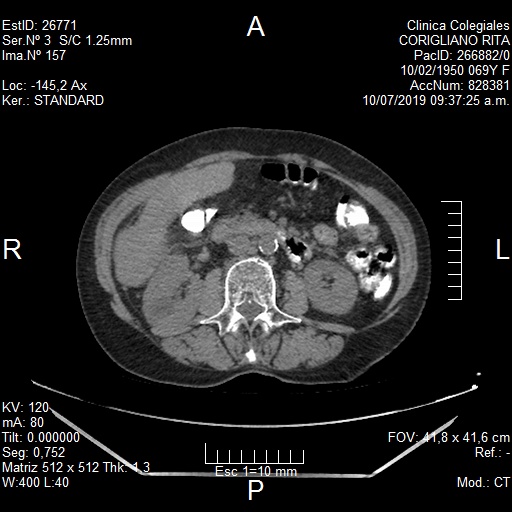 EstID: 26771
Ser.Nº 3 S/C 1.25mm
Ima.Nº 157
Loc: -145,2 Ax
Ker.: STANDARD
A
Clinica Colegiales
CORIGLIANO RITA
PacID: 266882/0
10/02/1950 069Y F
AccNum: 828381
10/07/2019 09:37:25 a.m.
R
L
KV: 120
mA: 80
Tilt: 0.000000
Seg: 0,752
Matriz 512 x 512 Thk: 1.3
W:400 L:40
Esc 1=10 mm
P
FOV: 41,8 x 41,6 cm
Ref.: -
Mod.: CT